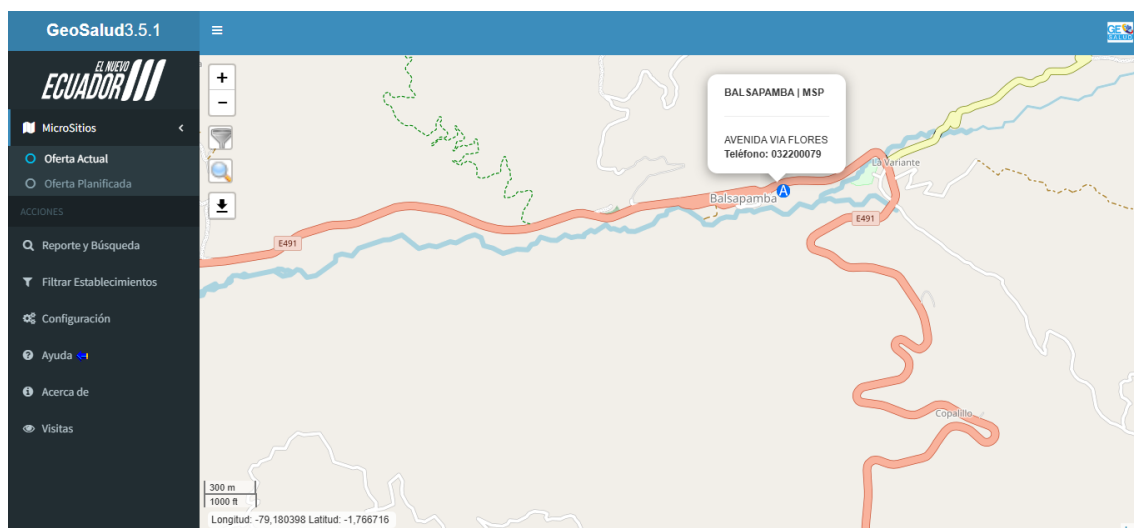 GeoSalud3.5.1
GEO
SALUD
EL NUEVO
ECUADOR
MicroSitios
Oferta Actual
Oferta Planificada
ACCIONES
Reporte y Búsqueda
Filtrar Establecimientos
Configuración
Ayuda
Acerca de
Visitas
+
−
BALSAPAMBA | MSP
AVENIDA VIA FLORES
Teléfono: 032200079
La Variante
Balsapamba
A
E491
E491
Copalillo
300 m
1000 ft
Longitud: -79,180398 Latitud: -1,766716